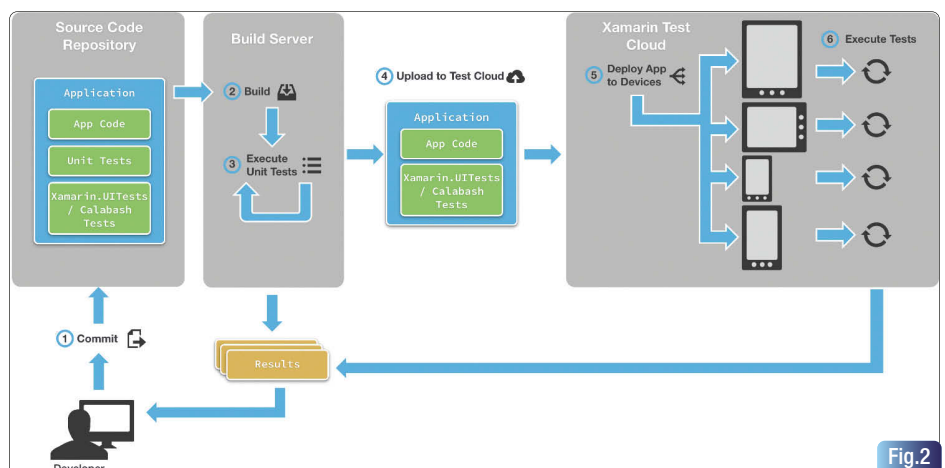 Source Code
Repository
Application
App Code
Unit Tests
Xamarin.UITests
/ Calabash
Tests
1 Commit
Developer
Build Server
2 Build
3 Execute
Unit Tests
Results
4 Upload to Test Cloud
Application
App Code
Xamarin.UITests
/ Calabash
Tests
Xamarin Test
Cloud
5 Deploy App
to Devices
6 Execute Tests
Fig.2